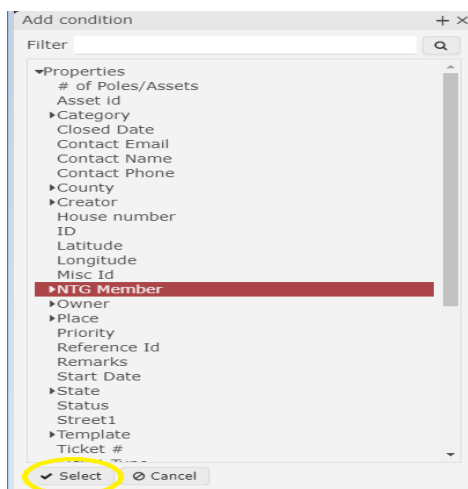 Add condition
Filter
Properties
# of Poles/Assets
Asset id
Category
Closed Date
Contact Email
Contact Name
Contact Phone
County
Creator
House number
ID
Latitude
Longitude
Misc Id
NTG Member
Owner
Place
Priority
Reference Id
Remarks
Start Date
State
Status
Street1
Template
Ticket #
Select Cancel